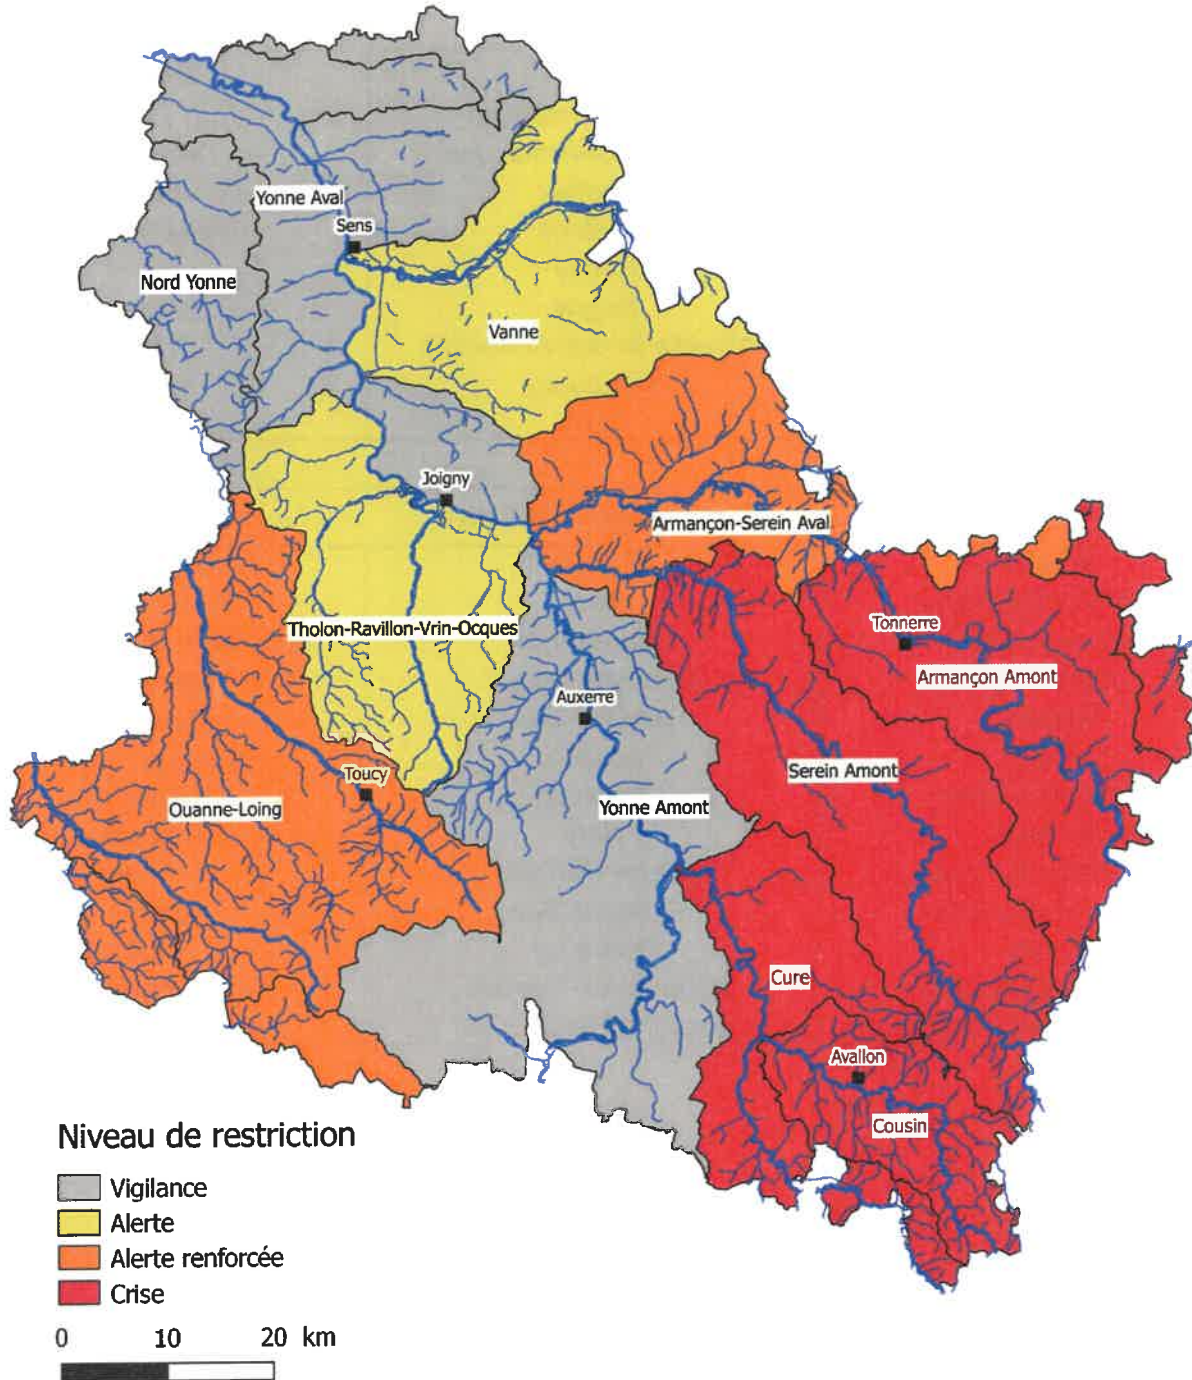 Yonne Aval
Sens
Nord Yonne
Vanne
Joigny
Armançon-Serein Aval
Tholon-Ravillon-Vrin-Ocques
Tonnerre
Armançon Amont
Auxerre
Toucy
Serein Amont
Ouanne-Loing
Yonne Amont
Cure
Avallon
Cousin
Niveau de restriction
Vigilance
Alerte
Alerte renforcée
Crise
0 10 20 km